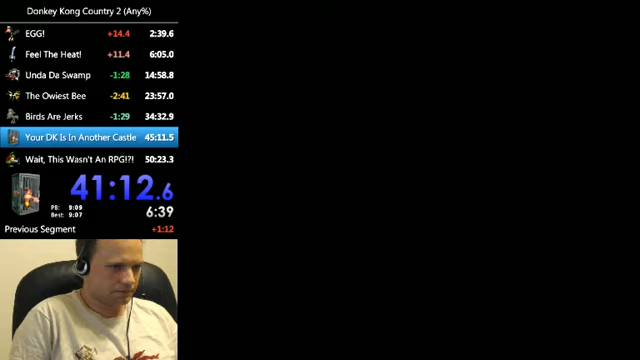 Donkey Kong Country 2 (Any%)
EGG! +14.4 2:39.6
Feel The Heat! +11.4 6:05.0
Unda Da Swamp -1:28 14:58.8
The Owiest Bee -2:41 23:57.0
Birds Are Jerks -1:29 34:32.9
Your DK Is In Another Castle 45:11.5
Wait, This Wasn't An RPG!?! 50:23.3
41:12.6
PB: 9:09
Best: 9:07
6:39
Previous Segment +1:12